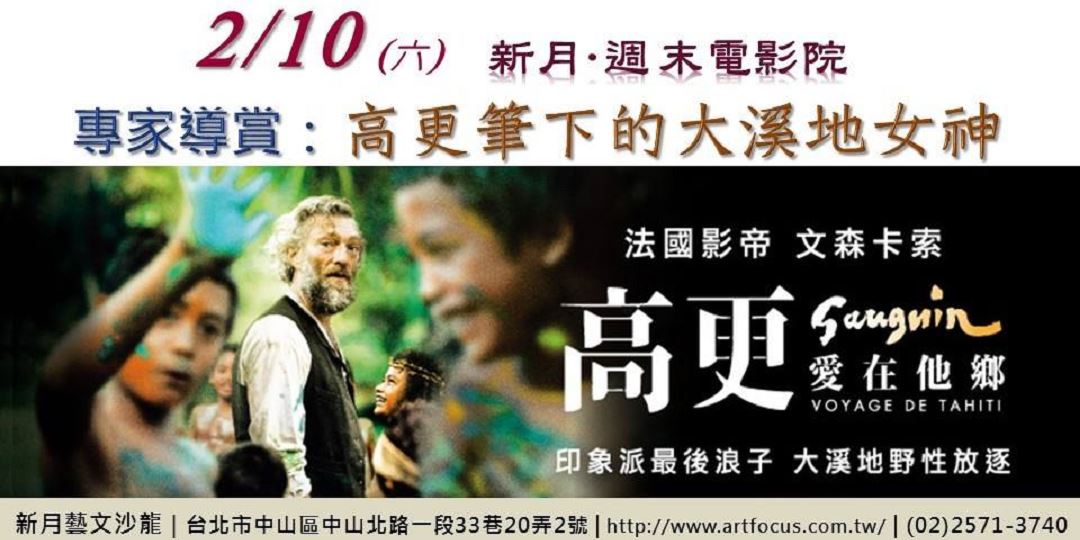 2/10 (六) 新月·週末電影院
專家導賞：高更筆下的大溪地女神
法國影帝 文森卡索
高更 Gauguin
愛在他鄉
VOYAGE DE TAHITI
印象派最後浪子 大溪地野性放逐
新月藝文沙龍 | 台北市中山區中山北路一段33巷20弄2號 | http://www.artfocus.com.tw/ | (02)2571-3740